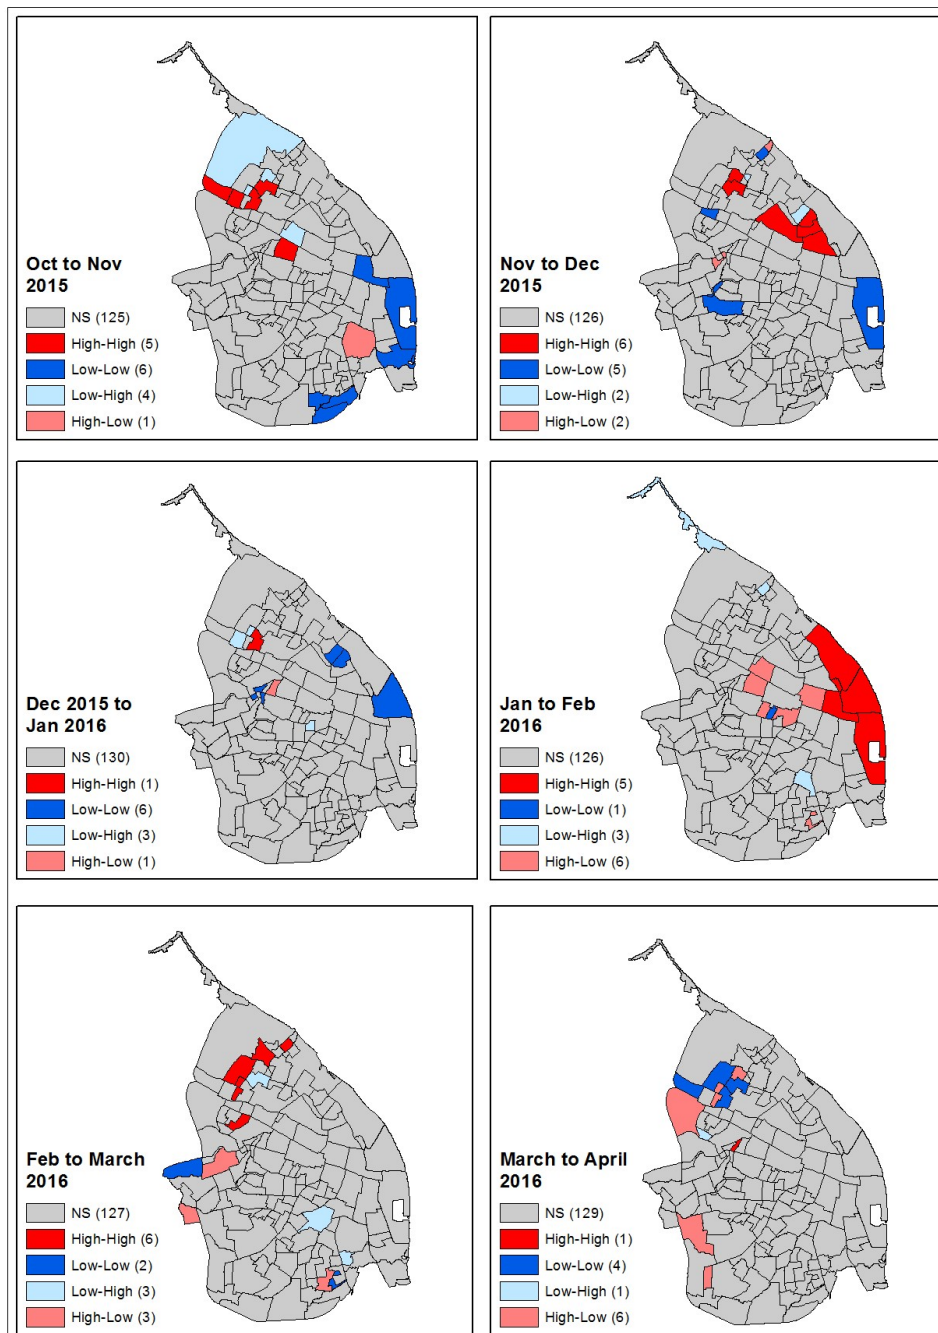 Oct to Nov
2015
NS (125)
High-High (5)
Low-Low (6)
Low-High (4)
High-Low (1)
Nov to Dec
2015
NS (126)
High-High (6)
Low-Low (5)
Low-High (2)
High-Low (2)
Dec 2015 to
Jan 2016
NS (130)
High-High (1)
Low-Low (6)
Low-High (3)
High-Low (1)
Jan to Feb
2016
NS (126)
High-High (5)
Low-Low (1)
Low-High (3)
High-Low (6)
Feb to March
2016
NS (127)
High-High (6)
Low-Low (2)
Low-High (3)
High-Low (3)
March to April
2016
NS (129)
High-High (1)
Low-Low (4)
Low-High (1)
High-Low (6)